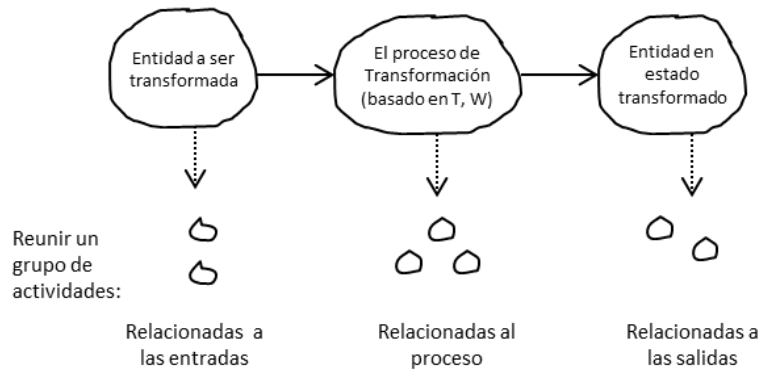 Entidad a ser
transformada
El proceso de
Transformación
(basado en T, W)
Entidad en
estado
transformado
Reunir un
grupo de
actividades:
Relacionadas a
las entradas
Relacionadas al
proceso
Relacionadas a
las salidas